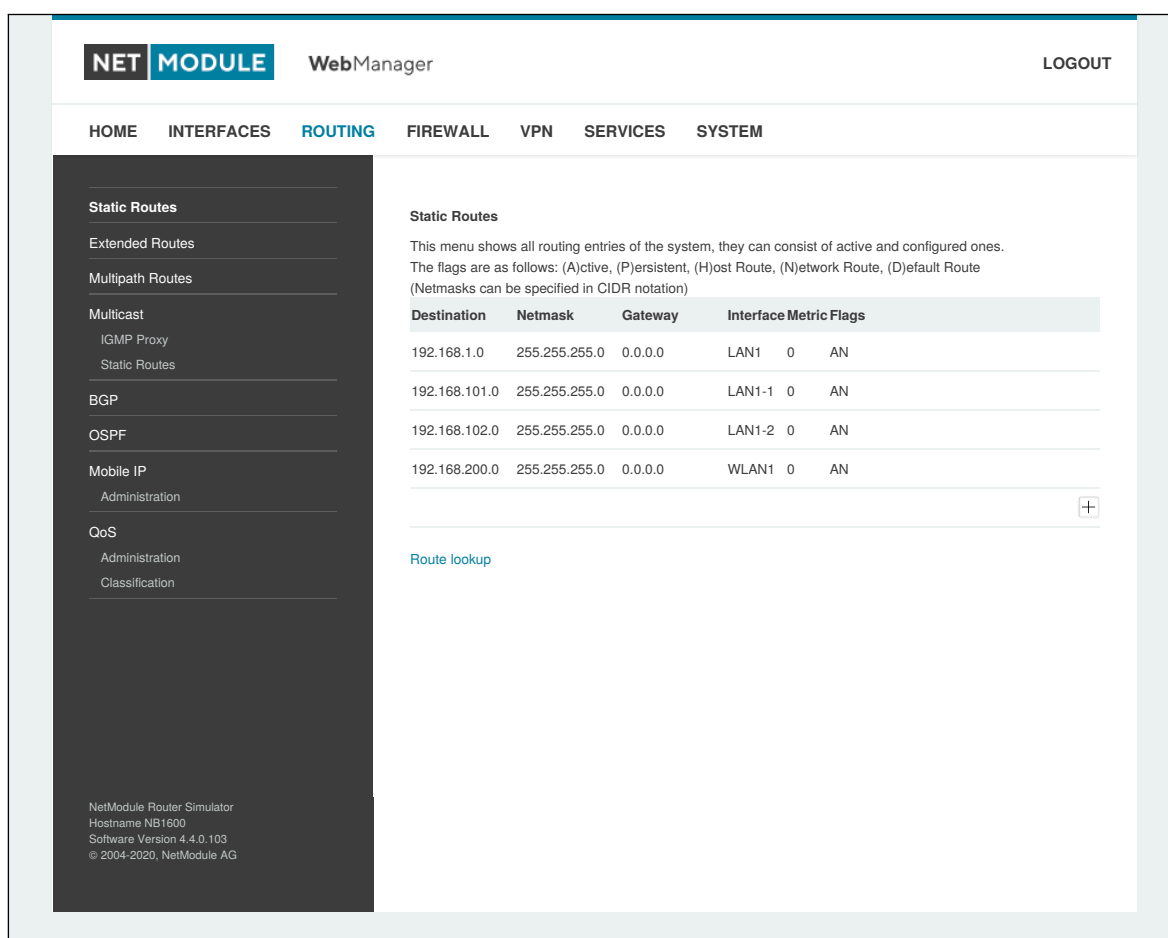 NET MODULE WebManager LOGOUT
HOME INTERFACES ROUTING FIREWALL VPN SERVICES SYSTEM
Static Routes
Extended Routes
Multipath Routes
Multicast
IGMP Proxy
Static Routes
BGP
OSPF
Mobile IP
Administration
QoS
Administration
Classification
NetModule Router Simulator
Hostname NB1600
Software Version 4.4.0.103
© 2004-2020, NetModule AG
Static Routes
This menu shows all routing entries of the system, they can consist of active and configured ones.
The flags are as follows: (A)ctive, (P)ersistent, (H)ost Route, (N)etwork Route, (D)efault Route
(Netmasks can be specified in CIDR notation)
Destination Netmask Gateway Interface Metric Flags
192.168.1.0 255.255.255.0 0.0.0.0 LAN1 0 AN
192.168.101.0 255.255.255.0 0.0.0.0 LAN1-1 0 AN
192.168.102.0 255.255.255.0 0.0.0.0 LAN1-2 0 AN
192.168.200.0 255.255.255.0 0.0.0.0 WLAN1 0 AN
Route lookup